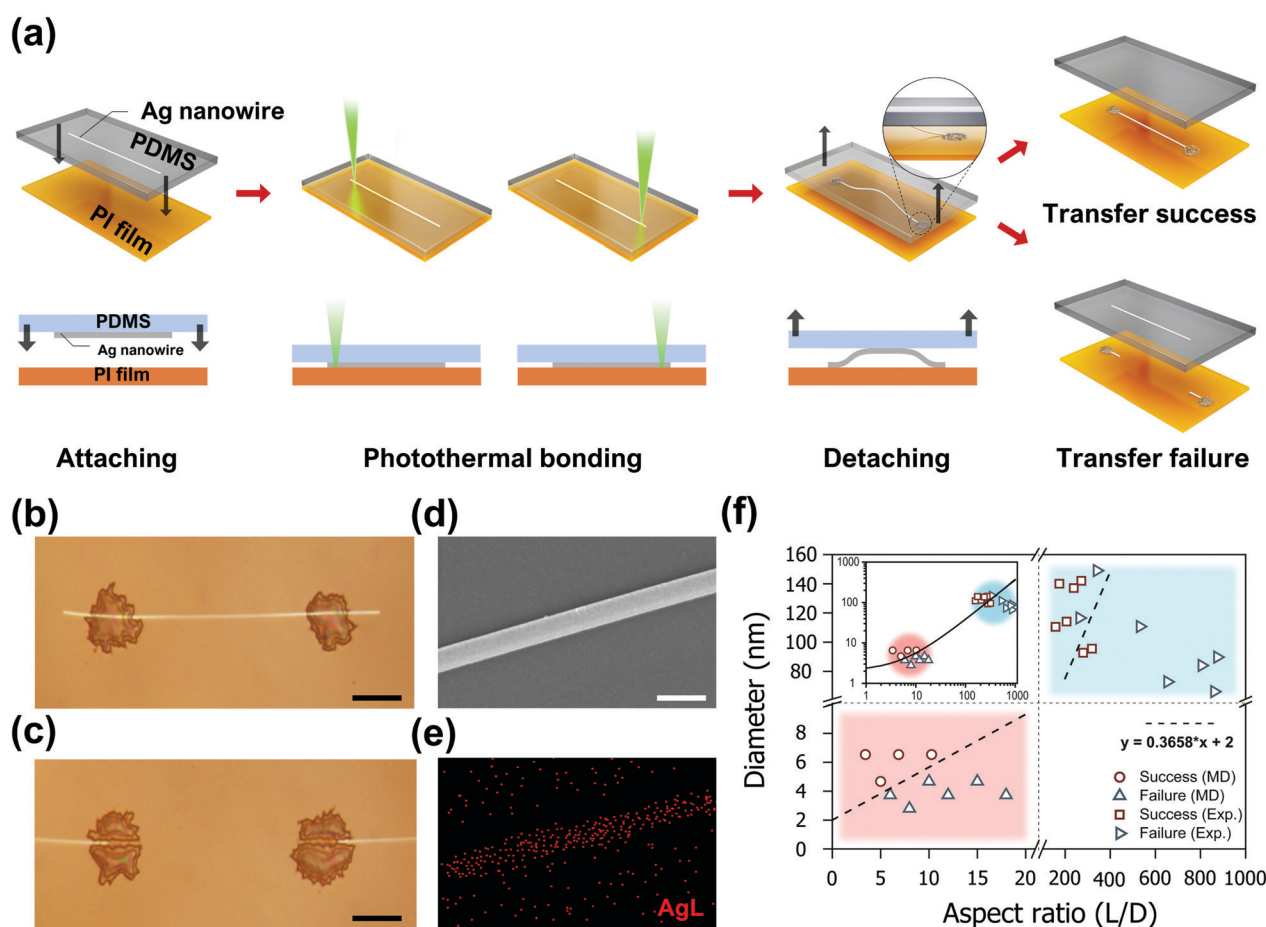 (a)
Ag nanowire
PDMS
PI film
Transfer success
PDMS
Ag nanowire
PI film
Attaching
Photothermal bonding
Detaching
Transfer failure
(b)
(d)
(c)
(e)
AgL
(f)
Diameter (nm)
160
140
120
100
80
8
6
4
2
0
1000
100
10
1
1
10
100
1000
y = 0.3658*x + 2
Success (MD)
Failure (MD)
Success (Exp.)
Failure (Exp.)
0
5
10
15
20
200
400
600
800
1000
Aspect ratio (L/D)